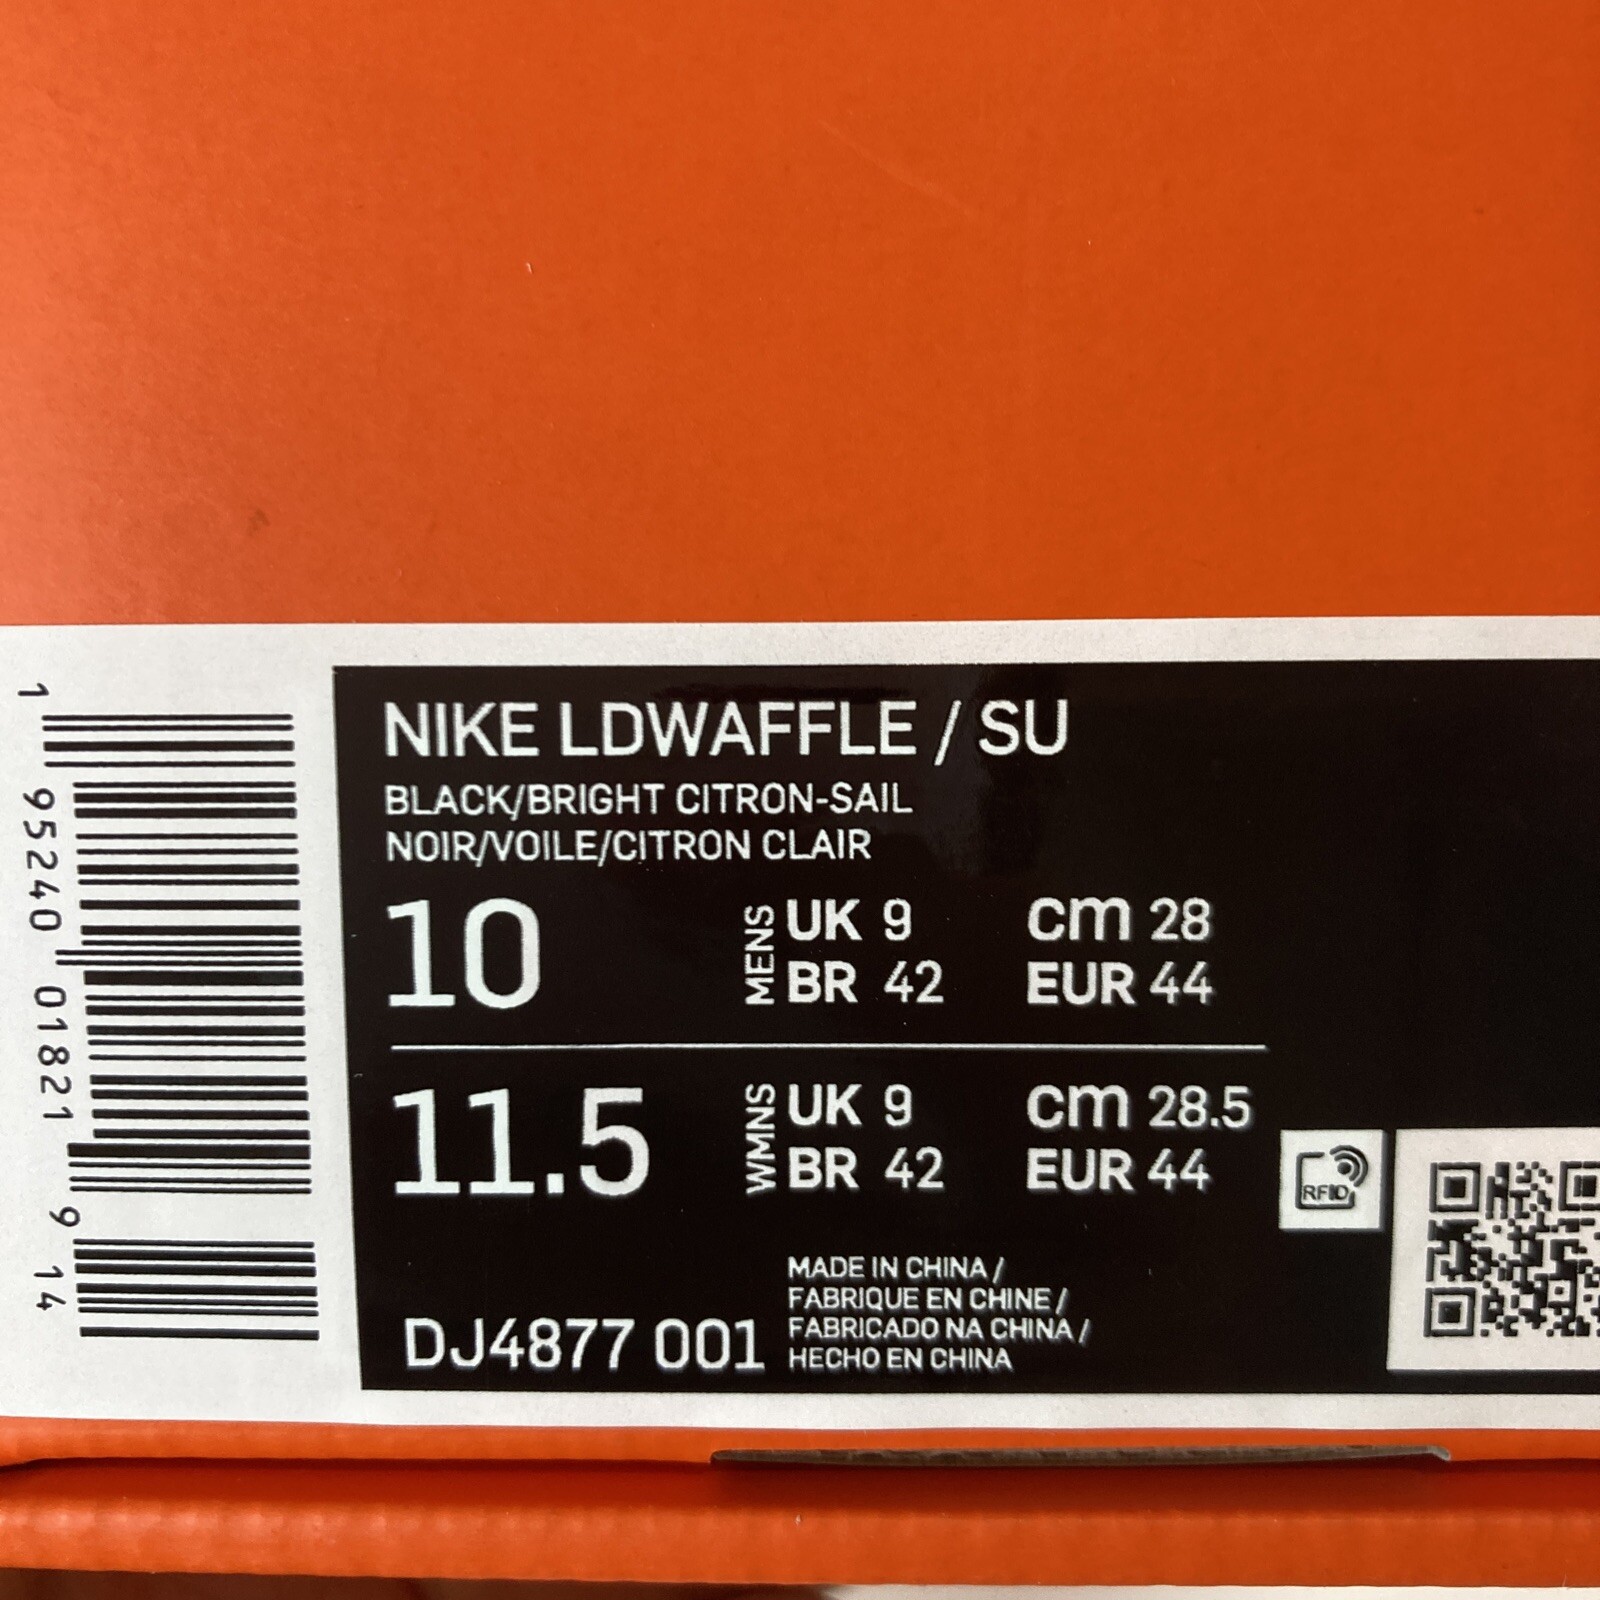 1 95240 01821 9 14
NIKE LDWAFFLE / SU
BLACK/BRIGHT CITRON-SAIL
NOIR/VOILE/CITRON CLAIR
10
MENS
UK 9 cm 28
BR 42 EUR 44
11.5
WMNS
UK 9 cm 28.5
BR 42 EUR 44
RFID
DJ4877 001
MADE IN CHINA /
FABRIQUE EN CHINE /
FABRICADO NA CHINA /
HECHO EN CHINA